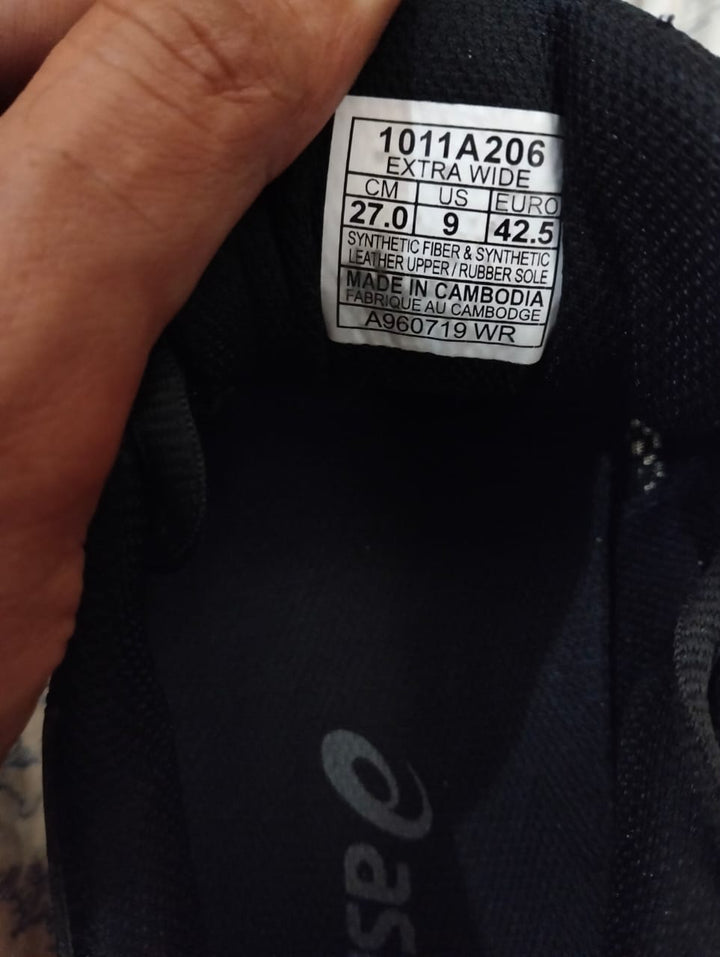 1011A206
EXTRA WIDE
CM US EURO
27.0 9 42.5
SYNTHETIC FIBER & SYNTHETIC
LEATHER UPPER / RUBBER SOLE
MADE IN CAMBODIA
FABRIQUE AU CAMBODGE
A960719 WR
as